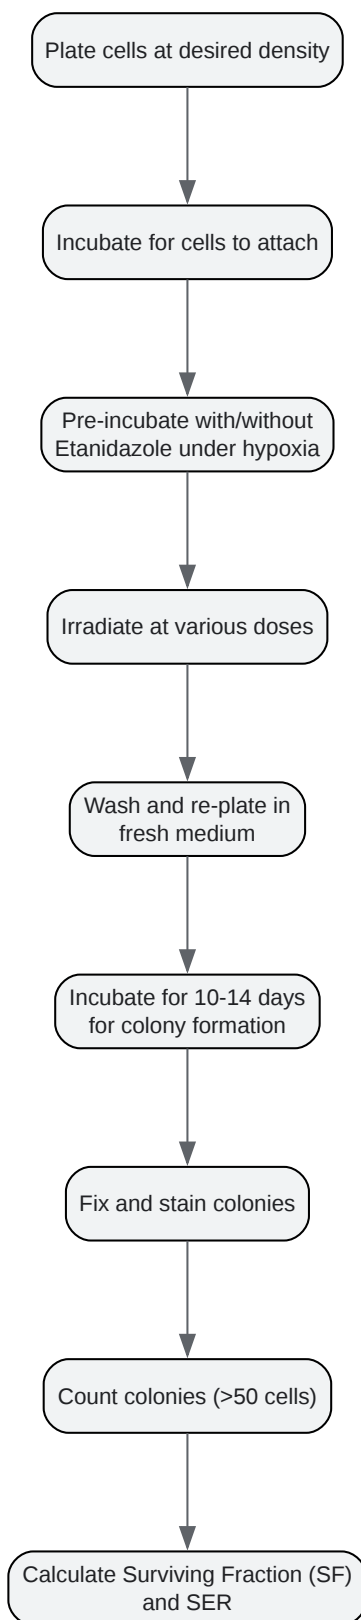 Plate cells at desired density
Incubate for cells to attach
Pre-incubate with/without
Etanidazole under hypoxia
Irradiate at various doses
Wash and re-plate in
fresh medium
Incubate for 10-14 days
for colony formation
Fix and stain colonies
Count colonies (>50 cells)
Calculate Surviving Fraction (SF)
and SER